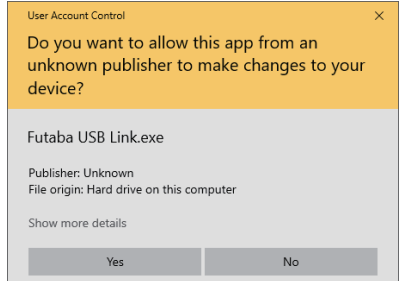 User Account Control
Do you want to allow this app from an
unknown publisher to make changes to your
device?
Futaba USB Link.exe
Publisher: Unknown
File origin: Hard drive on this computer
Show more details
Yes
No